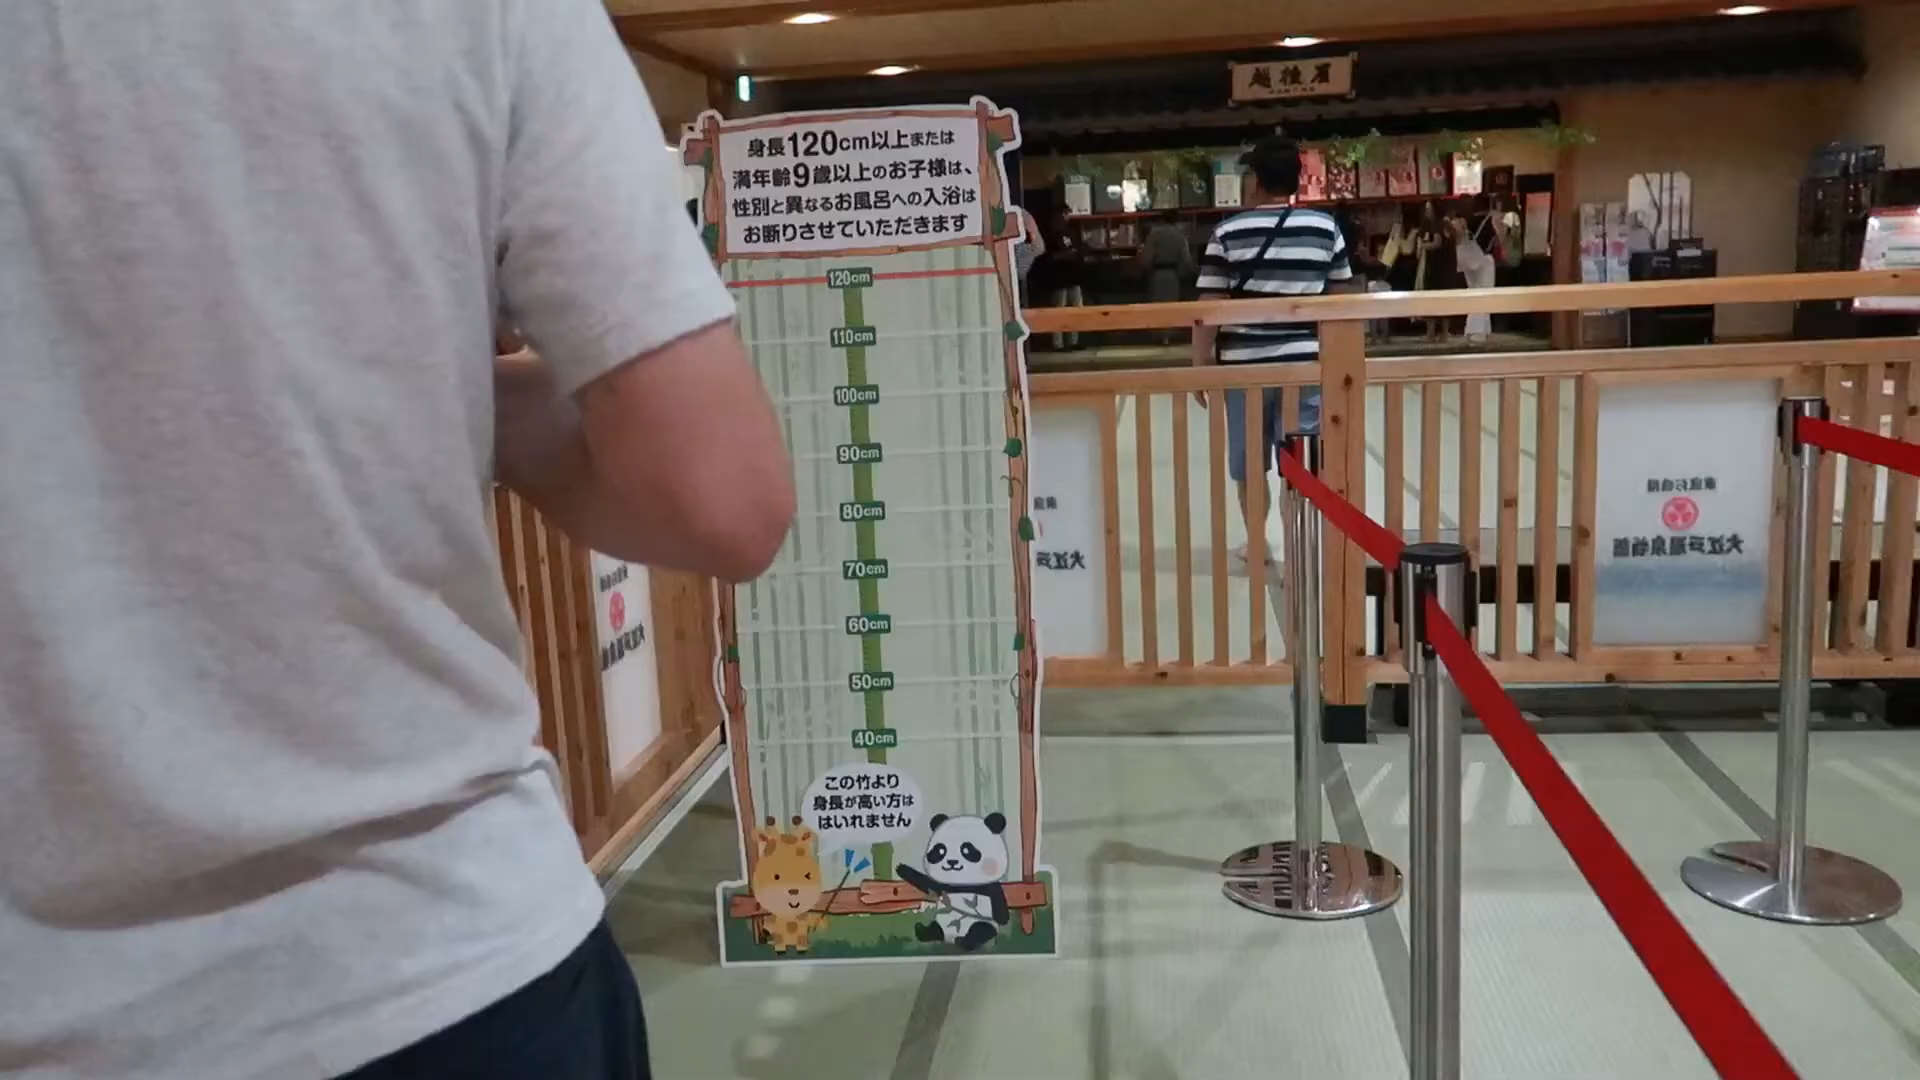 越後屋
身長120cm以上または
満年齢9歳以上のお子様は、
性別と異なるお風呂への入浴は
お断りさせていただきます
120cm
110cm
100cm
90cm
80cm
70cm
60cm
50cm
40cm
この竹より
身長が高い方は
はいれません
大江戸
大江戸温泉物語